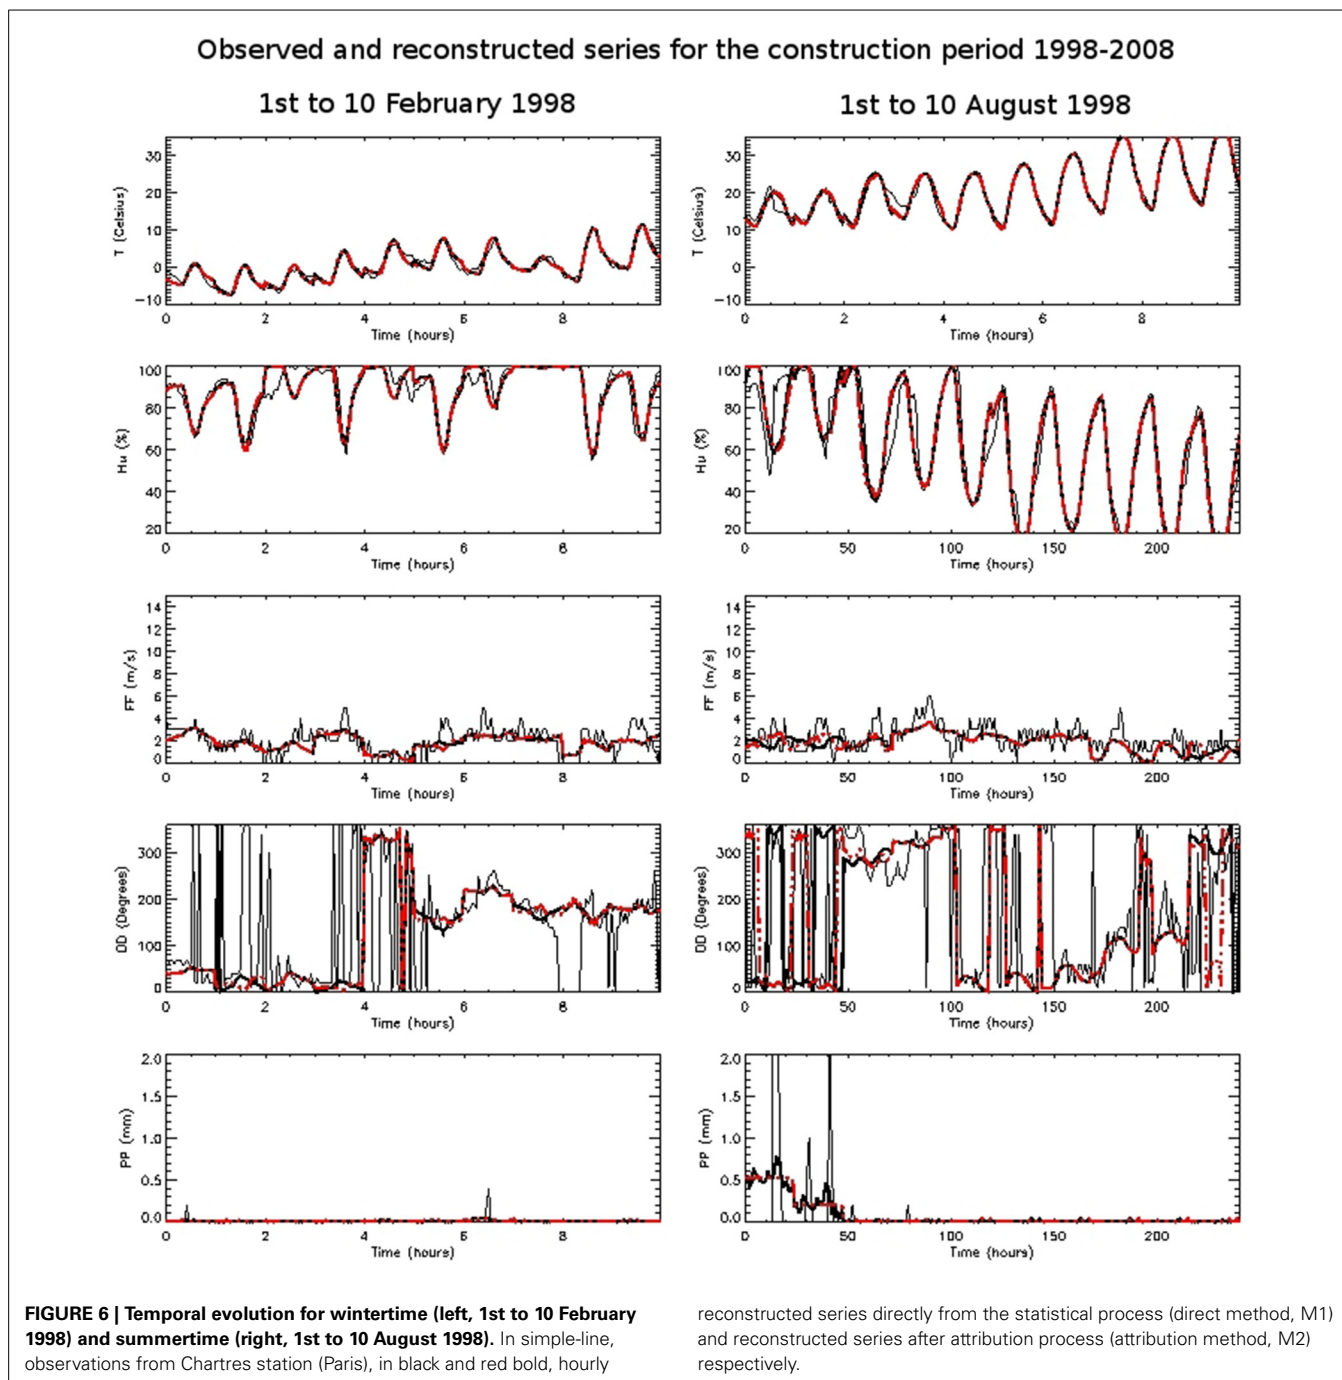 Observed and reconstructed series for the construction period 1998-2008
1st to 10 February 1998
1st to 10 August 1998
30
20
10
0
−10
T (Celsius)
0 2 4 6 8
Time (hours)
30
20
10
0
−10
T (Celsius)
0 2 4 6 8
Time (hours)
100
80
60
40
20
Hu (%)
0 2 4 6 8
Time (hours)
100
80
60
40
20
Hu (%)
0 50 100 150 200
Time (hours)
14
12
10
8
6
4
2
0
FF (m/s)
0 2 4 6 8
Time (hours)
14
12
10
8
6
4
2
0
FF (m/s)
0 50 100 150 200
Time (hours)
300
200
100
0
DD (Degrees)
0 2 4 6 8
Time (hours)
300
200
100
0
DD (Degrees)
0 50 100 150 200
Time (hours)
2.0
1.5
1.0
0.5
0.0
PP (mm)
0 2 4 6 8
Time (hours)
2.0
1.5
1.0
0.5
0.0
PP (mm)
0 50 100 150 200
Time (hours)
FIGURE 6 | Temporal evolution for wintertime (left, 1st to 10 February
1998) and summertime (right, 1st to 10 August 1998). In simple-line,
observations from Chartres station (Paris), in black and red bold, hourly
reconstructed series directly from the statistical process (direct method, M1)
and reconstructed series after attribution process (attribution method, M2)
respectively.